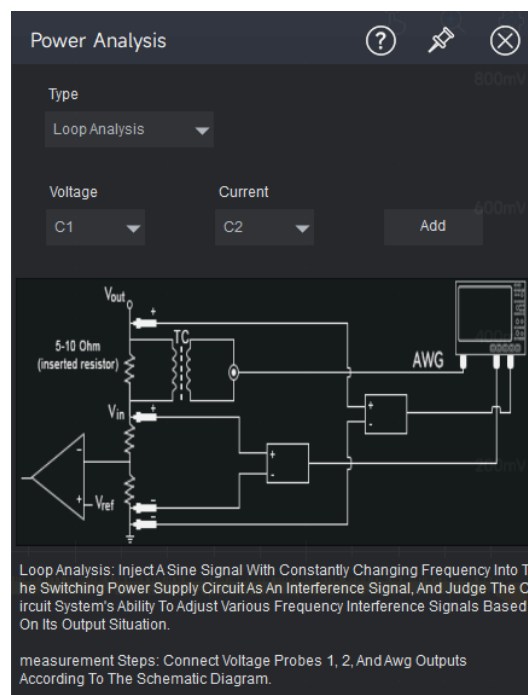 Power Analysis
800mV
Type
Loop Analysis
Voltage Current
600mV
C1 C2 Add
Vout
+
5-10 Ohm
(inserted resistor)
TC
400mV
AWG
Vin
+
+
-
+
-
-
+
Vref
200mV
-
-
Loop Analysis: Inject A Sine Signal With Constantly Changing Frequency Into T
he Switching Power Supply Circuit As An Interference Signal, And Judge The C
ircuit System's Ability To Adjust Various Frequency Interference Signals Based
On Its Output Situation.
measurement Steps: Connect Voltage Probes 1, 2, And Awg Outputs
According To The Schematic Diagram.